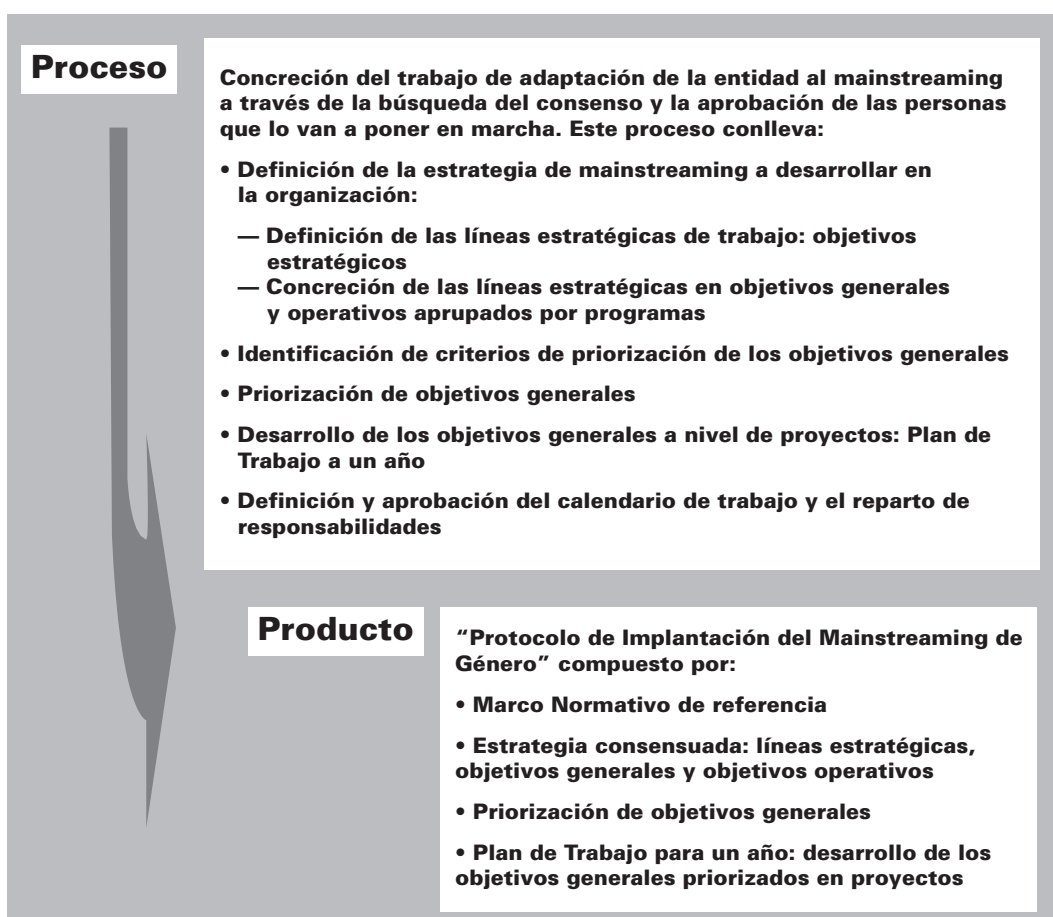 Proceso
Concreción del trabajo de adaptación de la entidad al mainstreaming
a través de la búsqueda del consenso y la aprobación de las personas
que lo van a poner en marcha. Este proceso conlleva:
• Definición de la estrategia de mainstreaming a desarrollar en
la organización:
— Definición de las líneas estratégicas de trabajo: objetivos
estratégicos
— Concreción de las líneas estratégicas en objetivos generales
y operativos aprupados por programas
• Identificación de criterios de priorización de los objetivos generales
• Priorización de objetivos generales
• Desarrollo de los objetivos generales a nivel de proyectos: Plan de
Trabajo a un año
• Definición y aprobación del calendario de trabajo y el reparto de
responsabilidades
Producto
“Protocolo de Implantación del Mainstreaming de
Género” compuesto por:
• Marco Normativo de referencia
• Estrategia consensuada: líneas estratégicas,
objetivos generales y objetivos operativos
• Priorización de objetivos generales
• Plan de Trabajo para un año: desarrollo de los
objetivos generales priorizados en proyectos